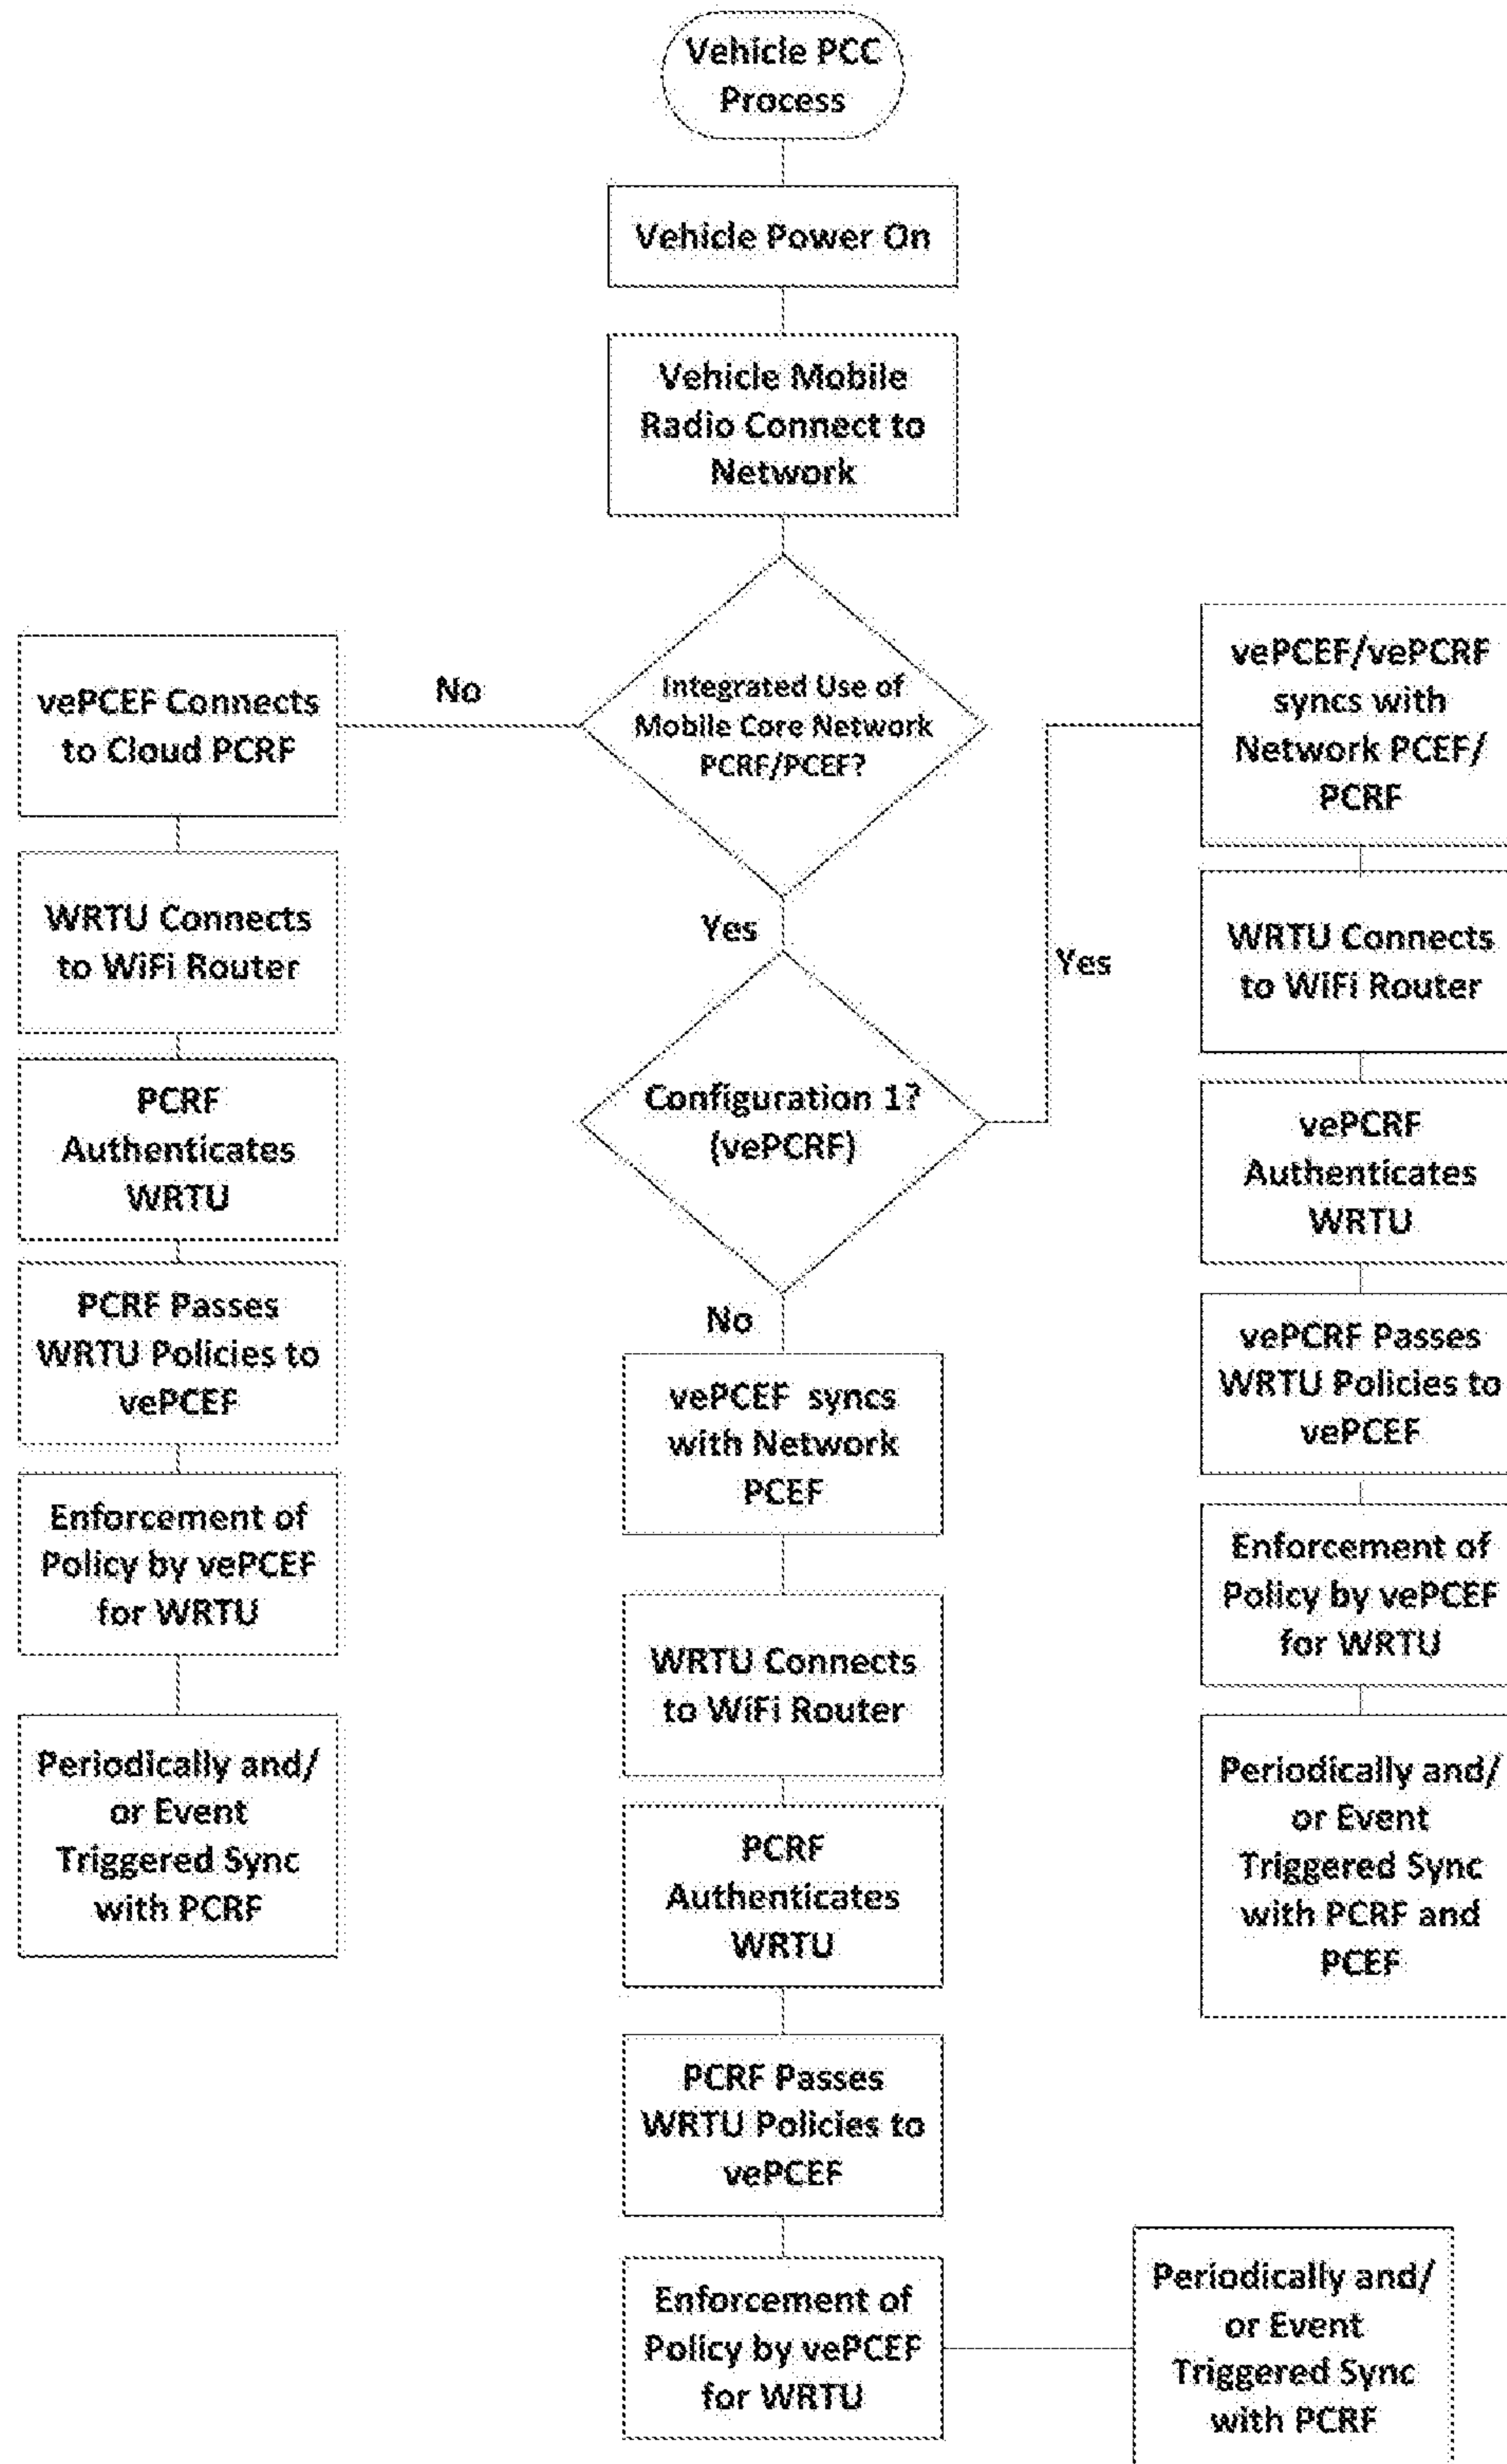 Vehicle PCC
Process
Vehicle Power On
Vehicle Mobile
Radio Connect to
Network
Integrated Use of
Mobile Core Network
PCRF/PCEF?
No
vePCEF Connects
to Cloud PCRF
WRTU Connects
to WiFi Router
PCRF
Authenticates
WRTU
PCRF Passes
WRTU Policies to
vePCEF
Enforcement of
Policy by vePCEF
for WRTU
Periodically and/
or Event
Triggered Sync
with PCRF
Yes
Configuration 1?
(vePCRF)
No
vePCEF syncs
with Network
PCEF
WRTU Connects
to WiFi Router
PCRF
Authenticates
WRTU
PCRF Passes
WRTU Policies to
vePCEF
Enforcement of
Policy by vePCEF
for WRTU
Periodically and/
or Event
Triggered Sync
with PCRF
Yes
vePCEF/vePCRF
syncs with
Network PCEF/
PCRF
WRTU Connects
to WiFi Router
vePCRF
Authenticates
WRTU
vePCRF Passes
WRTU Policies to
vePCEF
Enforcement of
Policy by vePCEF
for WRTU
Periodically and/
or Event
Triggered Sync
with PCRF and
PCEF